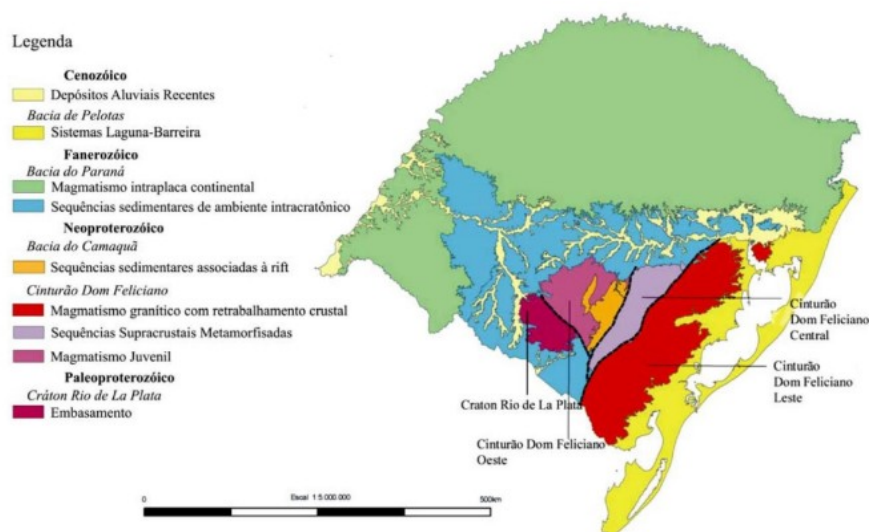 Legenda
Cenozóico
Depósitos Aluviais Recentes
Bacia de Pelotas
Sistemas Laguna-Barreira
Fanerozóico
Bacia do Paraná
Magmatismo intraplaca continental
Sequências sedimentares de ambiente intracratônico
Neoproterozóico
Bacia do Camaquã
Sequências sedimentares associadas à rift
Cinturão Dom Feliciano
Magmatismo granítico com retrabalhamento crustal
Sequências Supracrustais Metamorfisadas
Magmatismo Juvenil
Paleoproterozóico
Cráton Rio de La Plata
Embasamento
Cinturão
Dom Feliciano
Central
Cinturão
Dom Feliciano
Leste
Craton Rio de La Plata
Cinturão Dom Feliciano
Oeste
0
Escal 1:5 000 000
500km